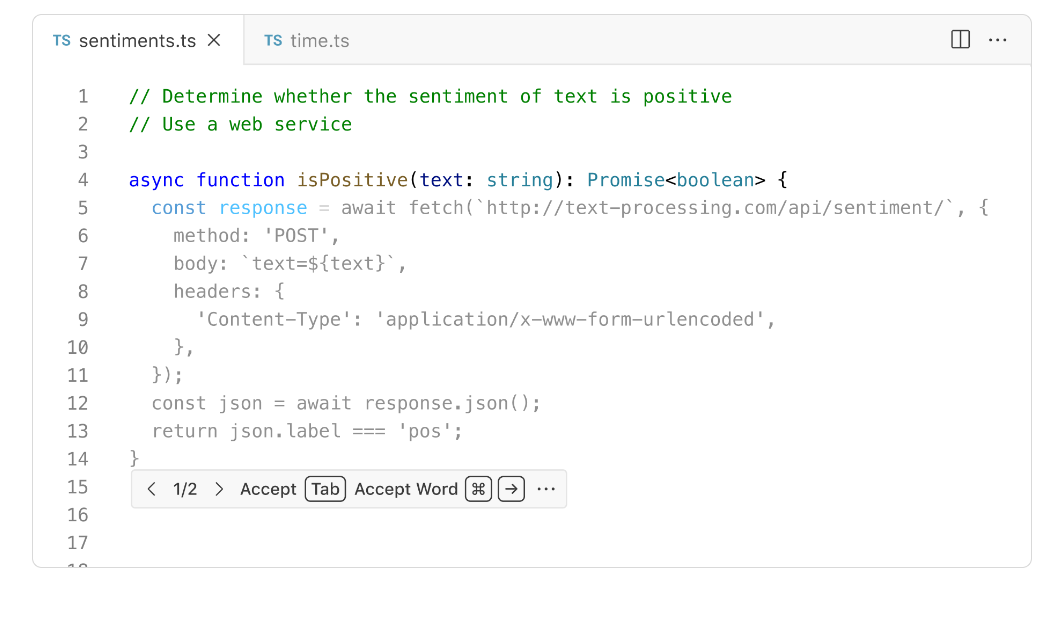 TS sentiments.ts × TS time.ts ···
1 // Determine whether the sentiment of text is positive
2 // Use a web service
3
4 async function isPositive(text: string): Promise<boolean> {
5   const response = await fetch(`http://text-processing.com/api/sentiment/`, {
6     method: 'POST',
7     body: `text=${text}`,
8     headers: {
9       'Content-Type': 'application/x-www-form-urlencoded',
10     },
11   });
12   const json = await response.json();
13   return json.label === 'pos';
14 }
15 < 1/2 > Accept Tab Accept Word ⌘ → ···
16
17